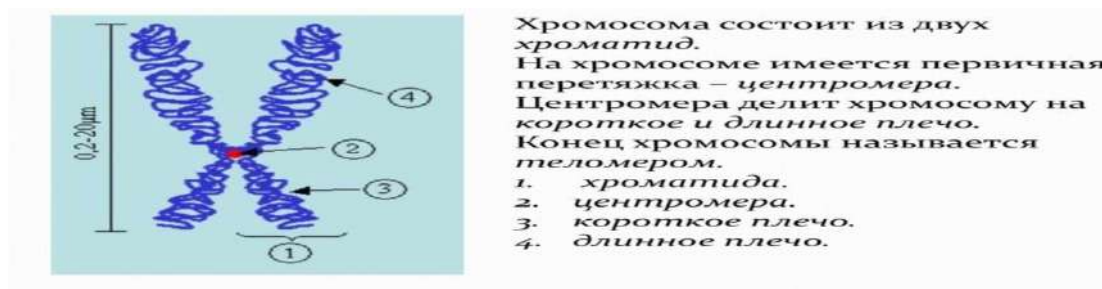 0,2-20µm
4
2
3
1
Хромосома состоит из двух
хроматид.
На хромосоме имеется первичная
перетяжка – центромера.
Центромера делит хромосому на
короткое и длинное плечо.
Конец хромосомы называется
теломером.
1. хроматида.
2. центромера.
3. короткое плечо.
4. длинное плечо.